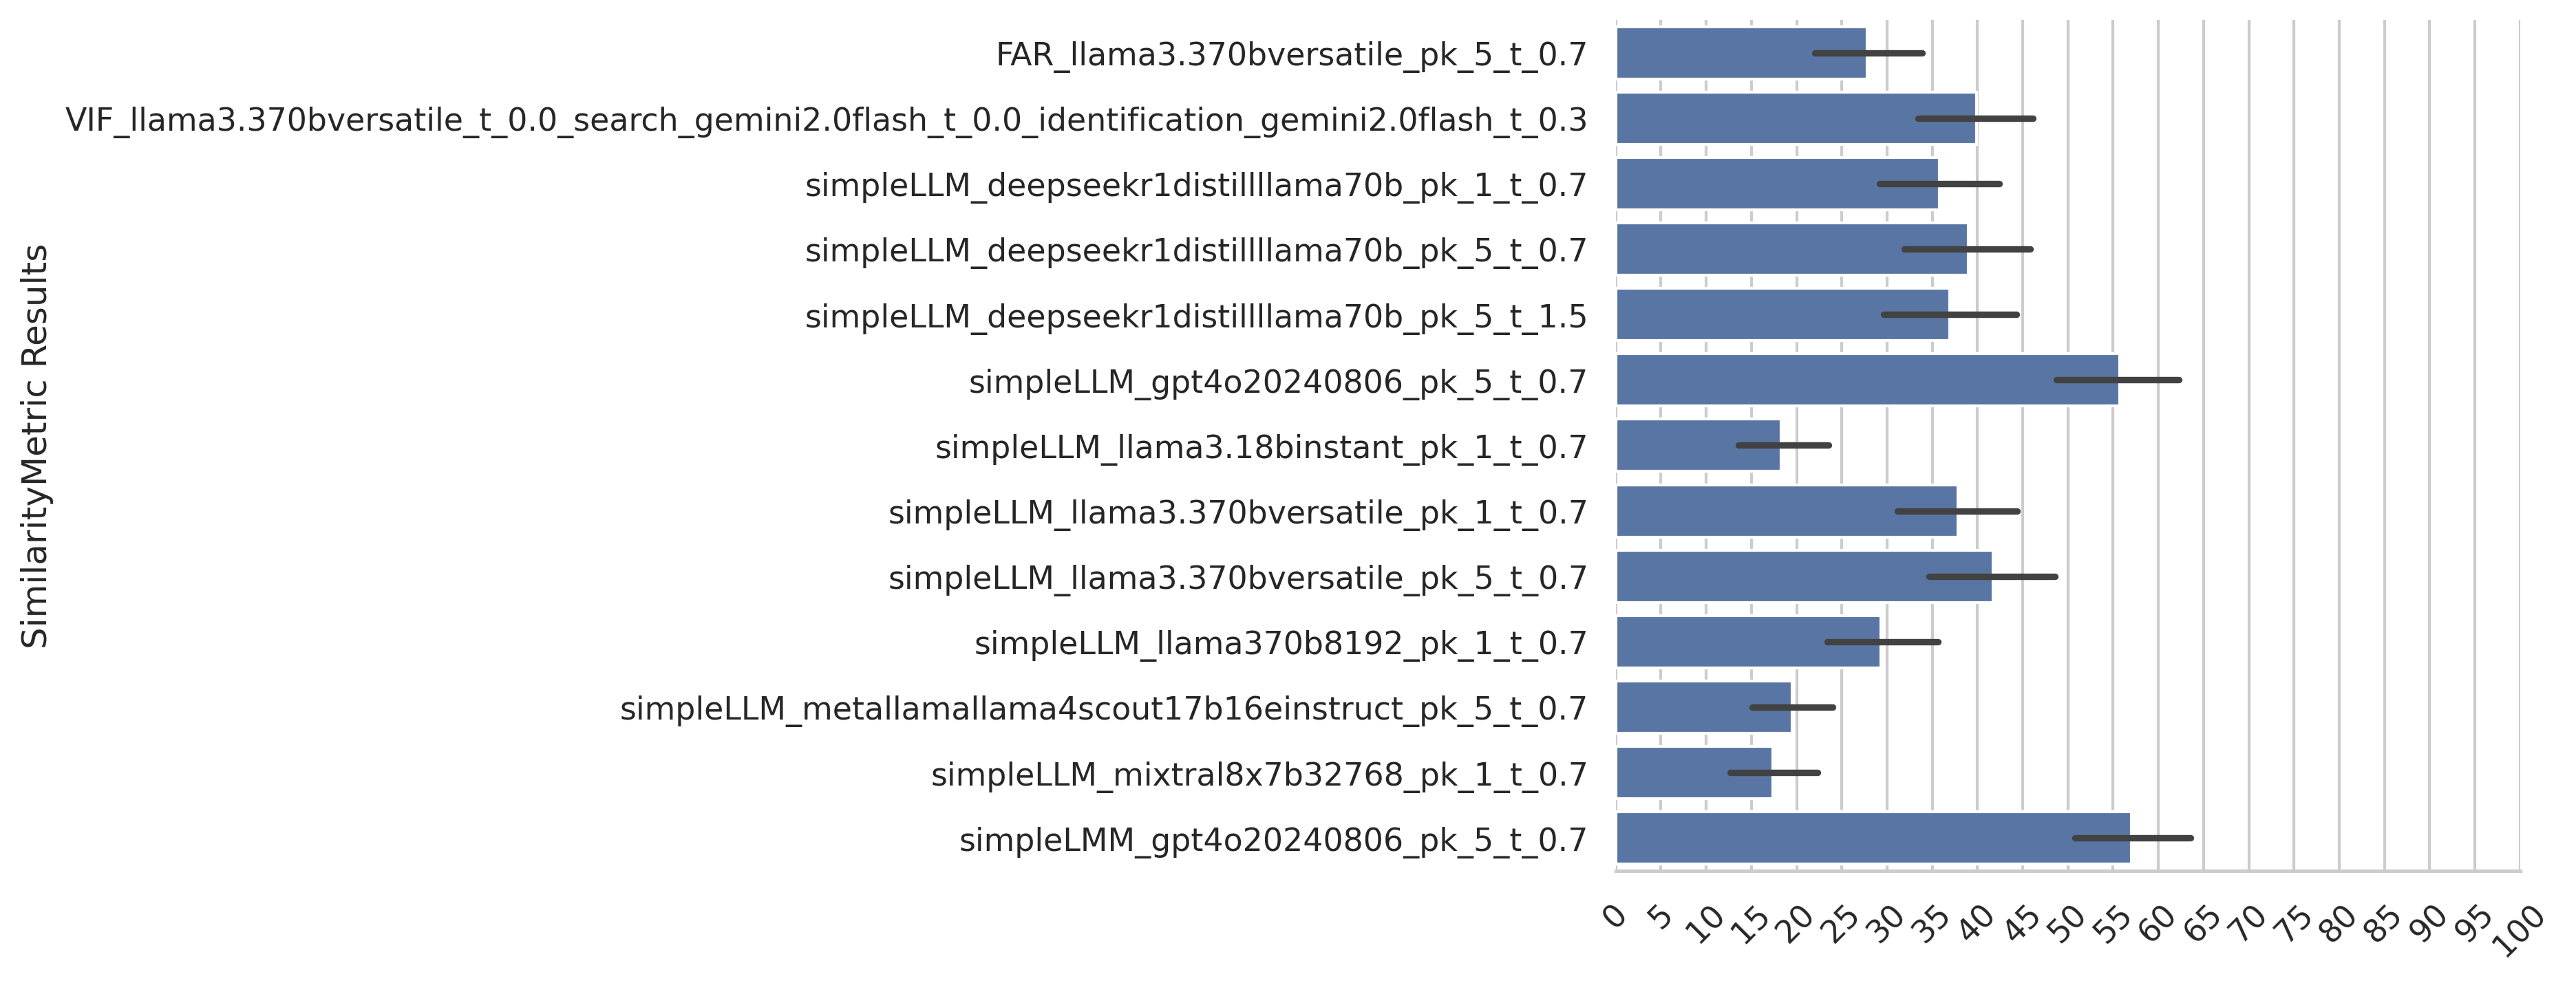 SimilarityMetric Results
FAR_llama3.370bversatile_pk_5_t_0.7
VIF_llama3.370bversatile_t_0.0_search_gemini2.0flash_t_0.0_identification_gemini2.0flash_t_0.3
simpleLLM_deepseekr1distillllama70b_pk_1_t_0.7
simpleLLM_deepseekr1distillllama70b_pk_5_t_0.7
simpleLLM_deepseekr1distillllama70b_pk_5_t_1.5
simpleLLM_gpt4o20240806_pk_5_t_0.7
simpleLLM_llama3.18binstant_pk_1_t_0.7
simpleLLM_llama3.370bversatile_pk_1_t_0.7
simpleLLM_llama3.370bversatile_pk_5_t_0.7
simpleLLM_llama370b8192_pk_1_t_0.7
simpleLLM_metallamallama4scout17b16einstruct_pk_5_t_0.7
simpleLLM_mixtral8x7b32768_pk_1_t_0.7
simpleLMM_gpt4o20240806_pk_5_t_0.7
0 5 10 15 20 25 30 35 40 45 50 55 60 65 70 75 80 85 90 95 100